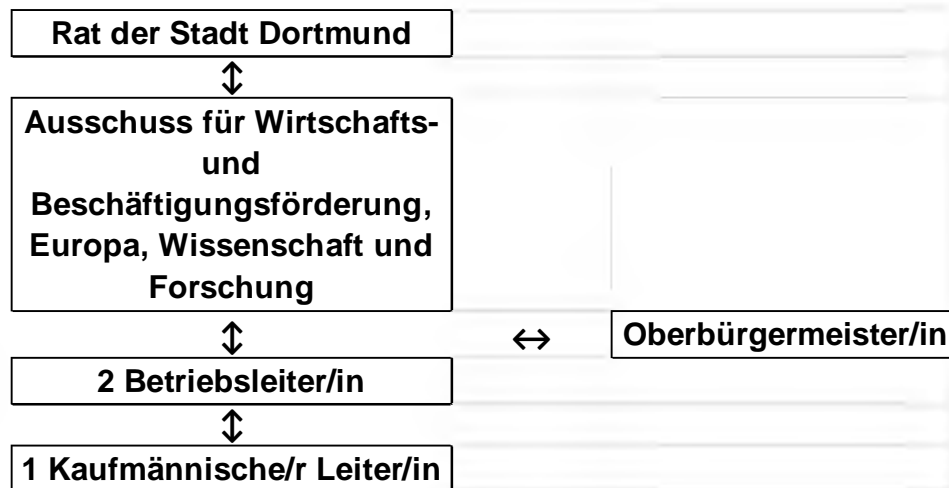 Rat der Stadt Dortmund
↕
Ausschuss für Wirtschafts-
und
Beschäftigungsförderung,
Europa, Wissenschaft und
Forschung
↕ ↔ Oberbürgermeister/in
2 Betriebsleiter/in
↕
1 Kaufmännische/r Leiter/in